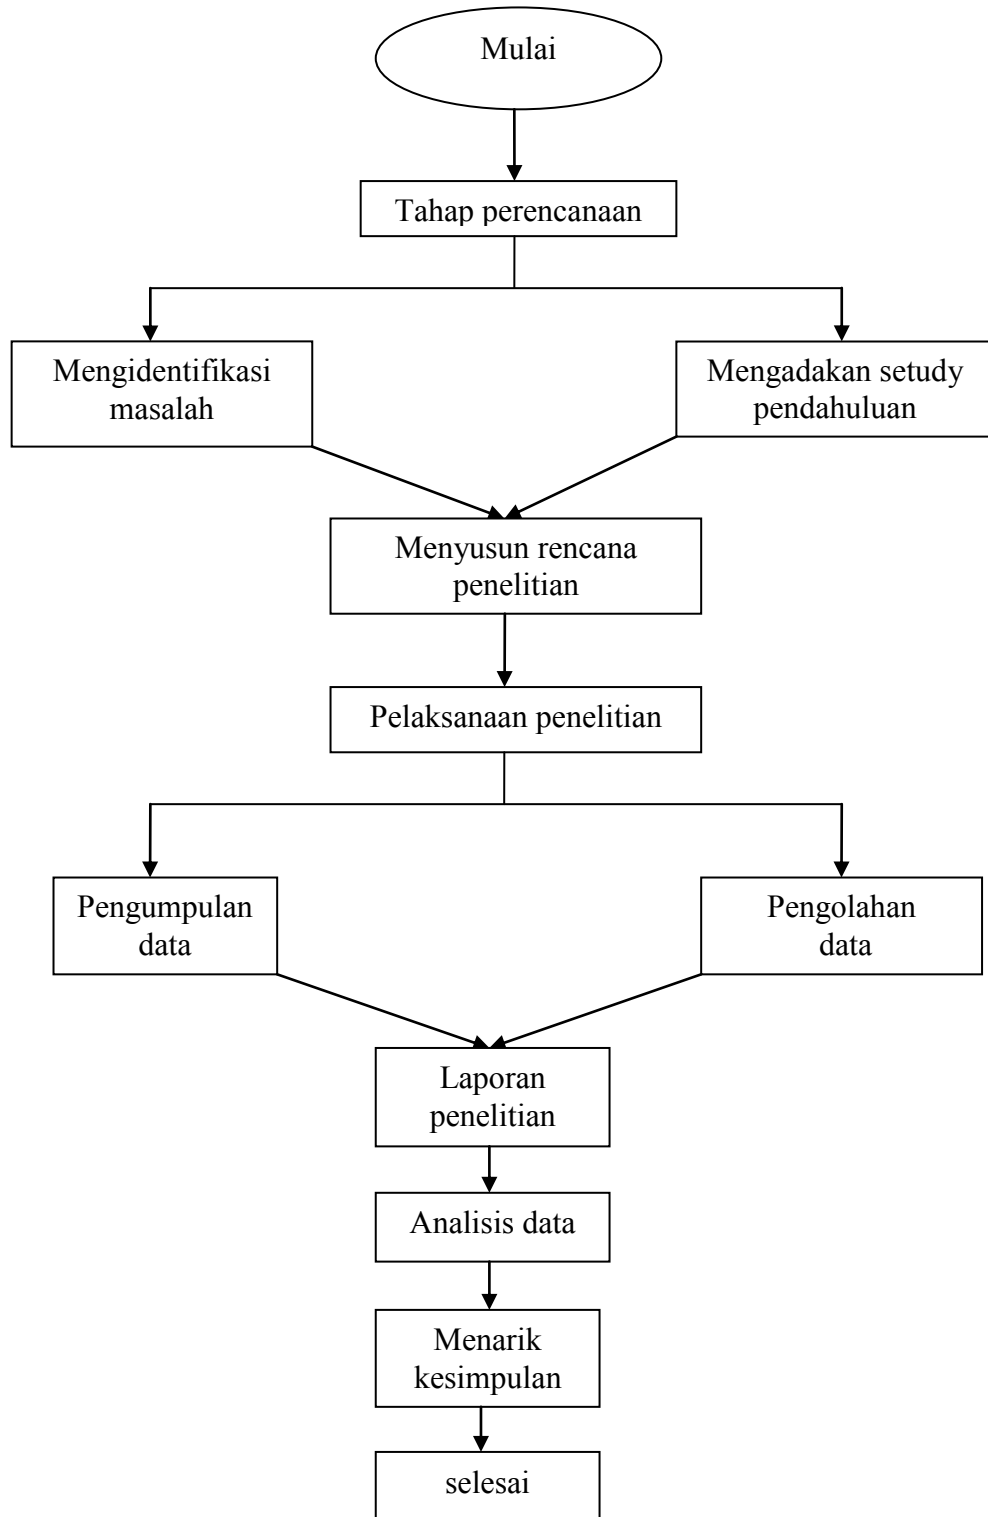 Mulai
Tahap perencanaan
Mengidentifikasi
masalah
Mengadakan setudy
pendahuluan
Menyusun rencana
penelitian
Pelaksanaan penelitian
Pengumpulan
data
Pengolahan
data
Laporan
penelitian
Analisis data
Menarik
kesimpulan
selesai